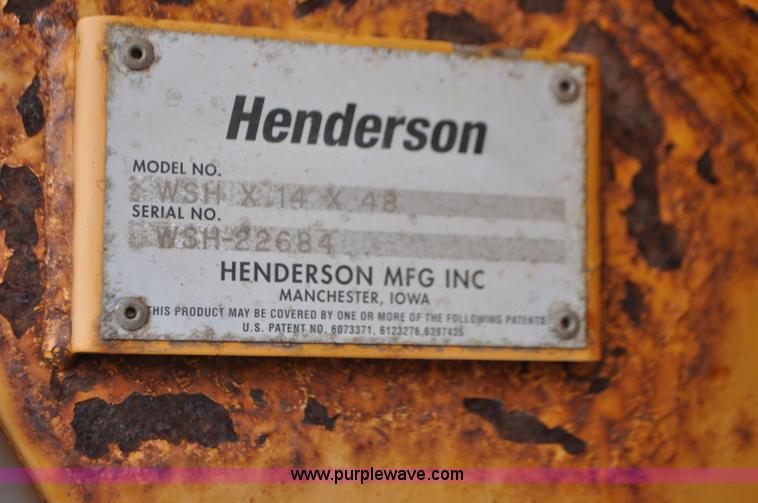 Henderson
MODEL NO.
WSH X 14 X 48
SERIAL NO.
WSH-22684
HENDERSON MFG INC
MANCHESTER, IOWA
THIS PRODUCT MAY BE COVERED BY ONE OR MORE OF THE FOLLOWING PATENTS
U.S. PATENT NO. 6073371, 6123276,6397435
www.purplewave.com